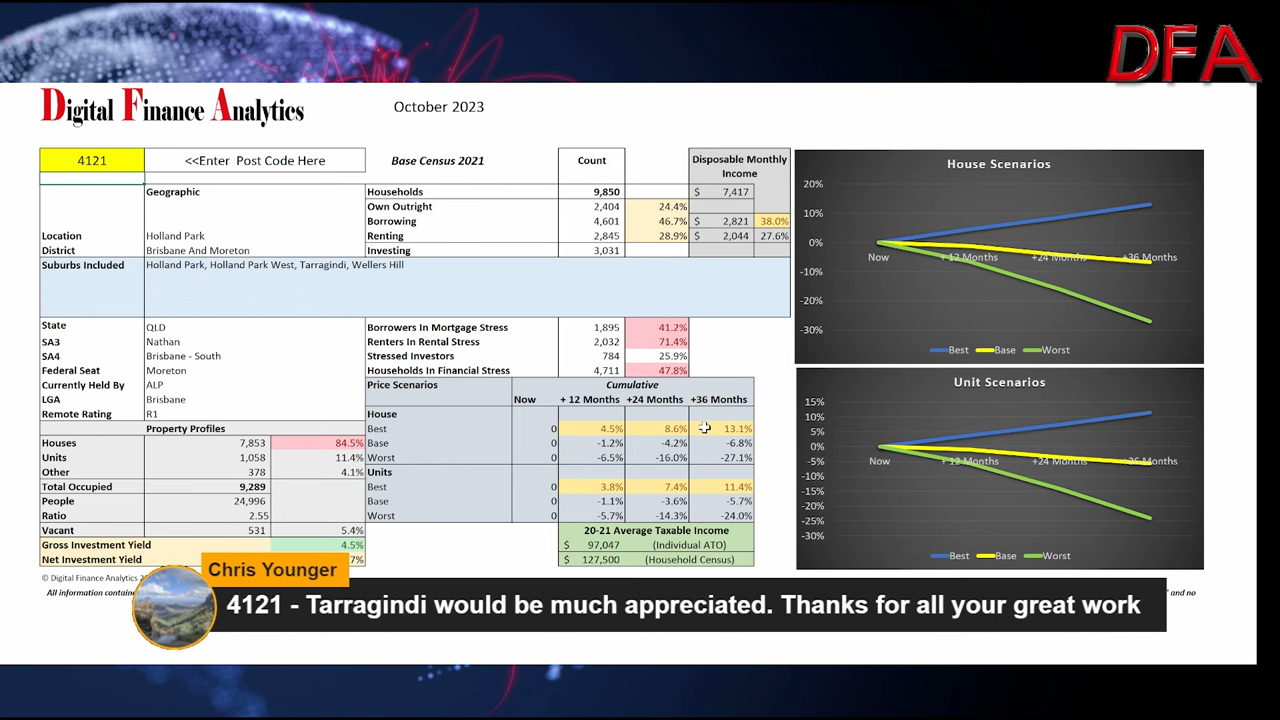 DFA
Digital Finance Analytics
October 2023
4121 <<Enter Post Code Here Base Census 2021 Count Disposable Monthly Income
Geographic Households 9,850 $ 7,417
Own Outright 2,404 24.4%
Borrowing 4,601 46.7% $ 2,821 38.0%
Location Holland Park Renting 2,845 28.9% $ 2,044 27.6%
District Brisbane And Moreton Investing 3,031
Suburbs Included Holland Park, Holland Park West, Tarragindi, Wellers Hill
State QLD Borrowers In Mortgage Stress 1,895 41.2%
SA3 Nathan Renters In Rental Stress 2,032 71.4%
SA4 Brisbane - South Stressed Investors 784 25.9%
Federal Seat Moreton Households In Financial Stress 4,711 47.8%
Currently Held By ALP Price Scenarios Cumulative
LGA Brisbane Now + 12 Months +24 Months +36 Months
Remote Rating R1 House
Property Profiles Best 0 4.5% 8.6% 13.1%
Houses 7,853 84.5% Base 0 -1.2% -4.2% -6.8%
Units 1,058 11.4% Worst 0 -6.5% -16.0% -27.1%
Other 378 4.1% Units
Total Occupied 9,289 Best 0 3.8% 7.4% 11.4%
People 24,996 Base 0 -1.1% -3.6% -5.7%
Ratio 2.55 Worst 0 -5.7% -14.3% -24.0%
Vacant 531 5.4% 20-21 Average Taxable Income
Gross Investment Yield 4.5% $ 97,047 (Individual ATO)
Net Investment Yield 7% $ 127,500 (Household Census)
© Digital Finance Analytics
All information and no
House Scenarios
20%
10%
0%
Now + 12 Months +24 Months +36 Months
-10%
-20%
-30%
Best Base Worst
Unit Scenarios
15%
10%
5%
0%
-5%
Now + 12 Months +24 Months +36 Months
-10%
-15%
-20%
-25%
-30%
Best Base Worst
Chris Younger
4121 - Tarragindi would be much appreciated. Thanks for all your great work